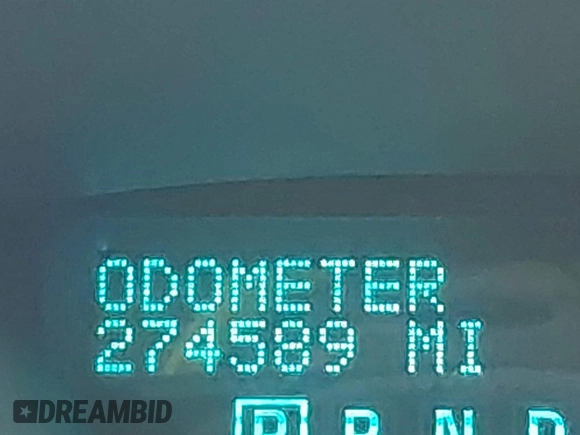 ODOMETER
274589 MI
P R N D
DREAMBID